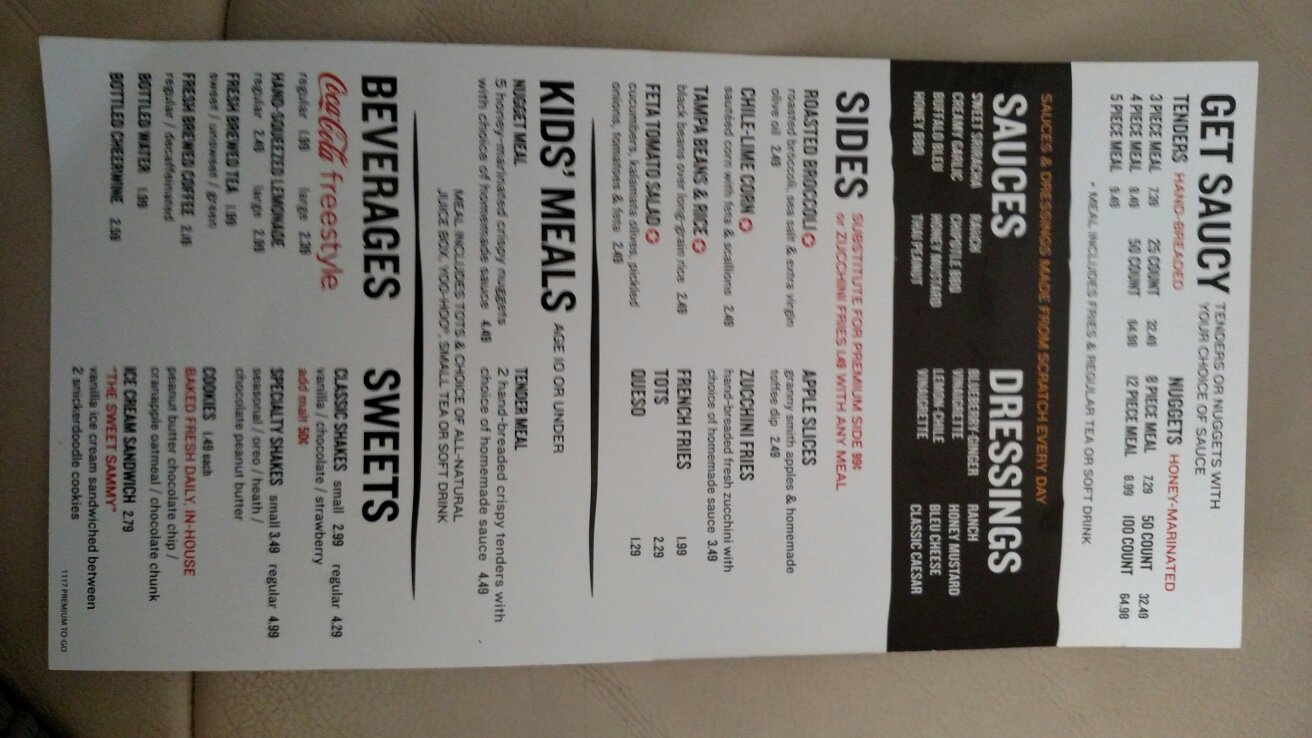 GET SAUCY TENDERS OR NUGGETS WITH
YOUR CHOICE OF SAUCE
TENDERS HAND-BREADED
3 PIECE MEAL 7.29 25 COUNT 32.49
4 PIECE MEAL 8.49 50 COUNT 64.98
5 PIECE MEAL 9.49
NUGGETS HONEY-MARINATED
8 PIECE MEAL 7.29 50 COUNT 32.49
12 PIECE MEAL 8.99 100 COUNT 64.98
• MEAL INCLUDES FRIES & REGULAR TEA OR SOFT DRINK
SAUCES & DRESSINGS MADE FROM SCRATCH EVERY DAY
SAUCES
SWEET SRIRACHA RANCH
CREAMY GARLIC CHIPOTLE BBQ
BUFFALO BLEU HONEY MUSTARD
HONEY BBQ THAI PEANUT
DRESSINGS
BLUEBERRY GINGER RANCH
VINAIGRETTE HONEY MUSTARD
LEMON-CHILE BLEU CHEESE
VINAIGRETTE CLASSIC CAESAR
SIDES SUBSTITUTE FOR PREMIUM SIDE 99¢
or ZUCCHINI FRIES 1.49 WITH ANY MEAL
ROASTED BROCCOLI
roasted broccoli, sea salt & extra virgin
olive oil 2.49
CHILE-LIME CORN
sautéed corn with feta & scallions 2.49
TAMPA BEANS & RICE
black beans over long-grain rice 2.49
FETA TOMATO SALAD
cucumbers, kalamata olives, pickled
onions, tomatoes & feta 2.49
APPLE SLICES
granny smith apples & homemade
toffee dip 2.49
ZUCCHINI FRIES
hand-breaded fresh zucchini with
choice of homemade sauce 3.49
FRENCH FRIES 1.99
TOTS 2.29
QUESO 1.29
KIDS' MEALS AGE 10 OR UNDER
NUGGET MEAL
5 honey-marinated crispy nuggets
with choice of homemade sauce 4.49
TENDER MEAL
2 hand-breaded crispy tenders with
choice of homemade sauce 4.49
MEAL INCLUDES TOTS & CHOICE OF ALL-NATURAL
JUICE BOX, YOO-HOO®, SMALL TEA OR SOFT DRINK
BEVERAGES
Coca-Cola freestyle
regular 1.99 large 2.39
HAND-SQUEEZED LEMONADE
regular 2.49 large 2.99
FRESH BREWED TEA 1.99
sweet / unsweet / green
FRESH BREWED COFFEE 2.19
regular / decaffeinated
BOTTLED WATER 1.99
BOTTLED CHEERWINE 2.99
SWEETS
CLASSIC SHAKES small 2.99 regular 4.29
vanilla / chocolate / strawberry
add malt 50¢
SPECIALTY SHAKES small 3.49 regular 4.99
seasonal / oreo / heath /
chocolate peanut butter
COOKIES 1.49 each
BAKED FRESH DAILY, IN-HOUSE
peanut butter chocolate chip /
crannapple oatmeal / chocolate chunk
ICE CREAM SANDWICH 2.79
"THE SWEET SAMMY"
vanilla ice cream sandwiched between
2 snickerdoodle cookies
1117 PREMIUM TO-GO